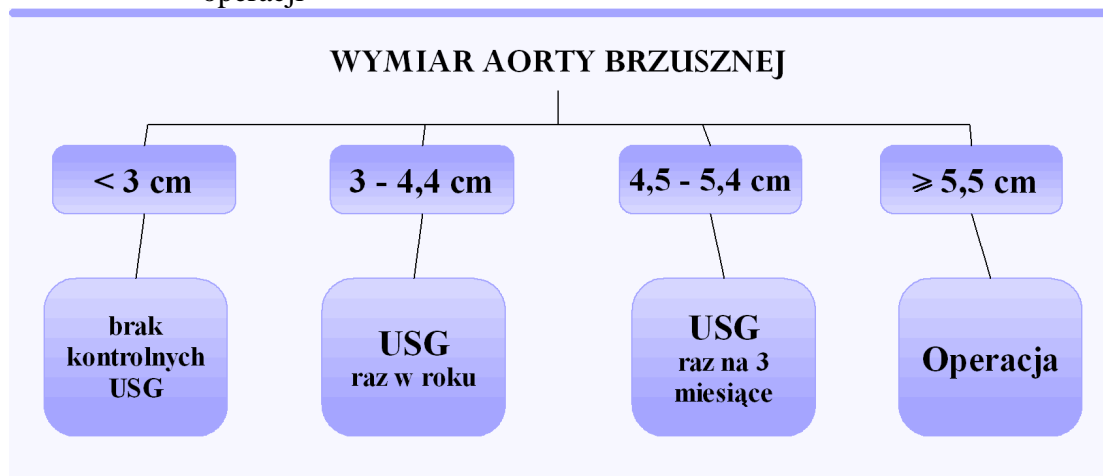 operacji
WYMIAR AORTY BRZUSZNEJ
< 3 cm
3 - 4,4 cm
4,5 - 5,4 cm
⩾ 5,5 cm
brak
kontrolnych
USG
USG
raz w roku
USG
raz na 3
miesiące
Operacja